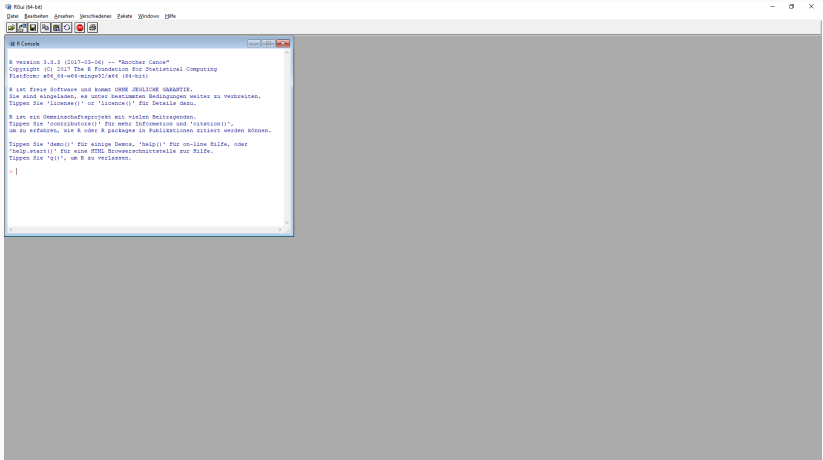 RGui (64-bit)
Datei Bearbeiten Ansehen Verschiedenes Pakete Windows Hilfe
R Console
R version 3.3.3 (2017-03-06) -- "Another Canoe"
Copyright (C) 2017 The R Foundation for Statistical Computing
Platform: x86_64-w64-mingw32/x64 (64-bit)
R ist freie Software und kommt OHNE JEGLICHE GARANTIE.
Sie sind eingeladen, es unter bestimmten Bedingungen weiter zu verbreiten.
Tippen Sie 'license()' or 'licence()' für Details dazu.
R ist ein Gemeinschaftsprojekt mit vielen Beitragenden.
Tippen Sie 'contributors()' für mehr Information und 'citation()',
um zu erfahren, wie R oder R packages in Publikationen zitiert werden können.
Tippen Sie 'demo()' für einige Demos, 'help()' für on-line Hilfe, oder
'help.start()' für eine HTML Browserschnittstelle zur Hilfe.
Tippen Sie 'q()', um R zu verlassen.
>